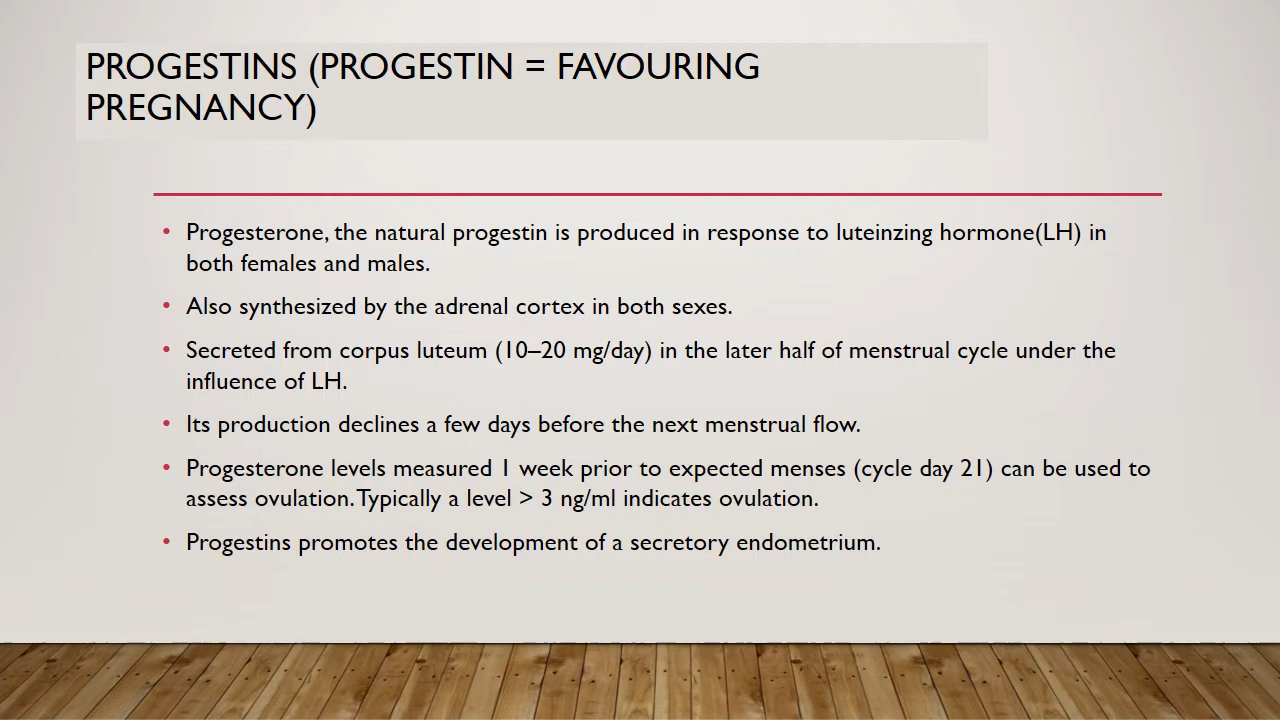 PROGESTINS (PROGESTIN = FAVOURING
PREGNANCY)
• Progesterone, the natural progestin is produced in response to luteinzing hormone(LH) in
both females and males.
• Also synthesized by the adrenal cortex in both sexes.
• Secreted from corpus luteum (10–20 mg/day) in the later half of menstrual cycle under the
influence of LH.
• Its production declines a few days before the next menstrual flow.
• Progesterone levels measured 1 week prior to expected menses (cycle day 21) can be used to
assess ovulation. Typically a level > 3 ng/ml indicates ovulation.
• Progestins promotes the development of a secretory endometrium.